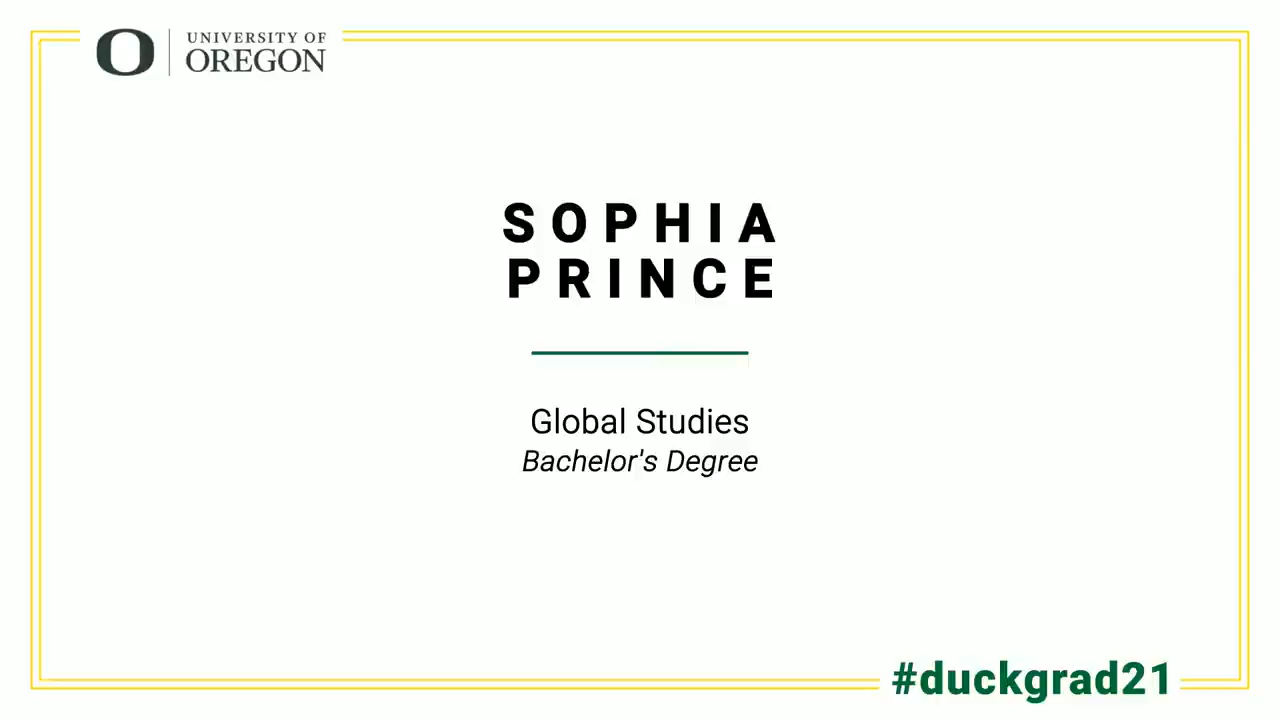 UNIVERSITY OF
OREGON
SOPHIA
PRINCE
Global Studies
Bachelor's Degree
#duckgrad21